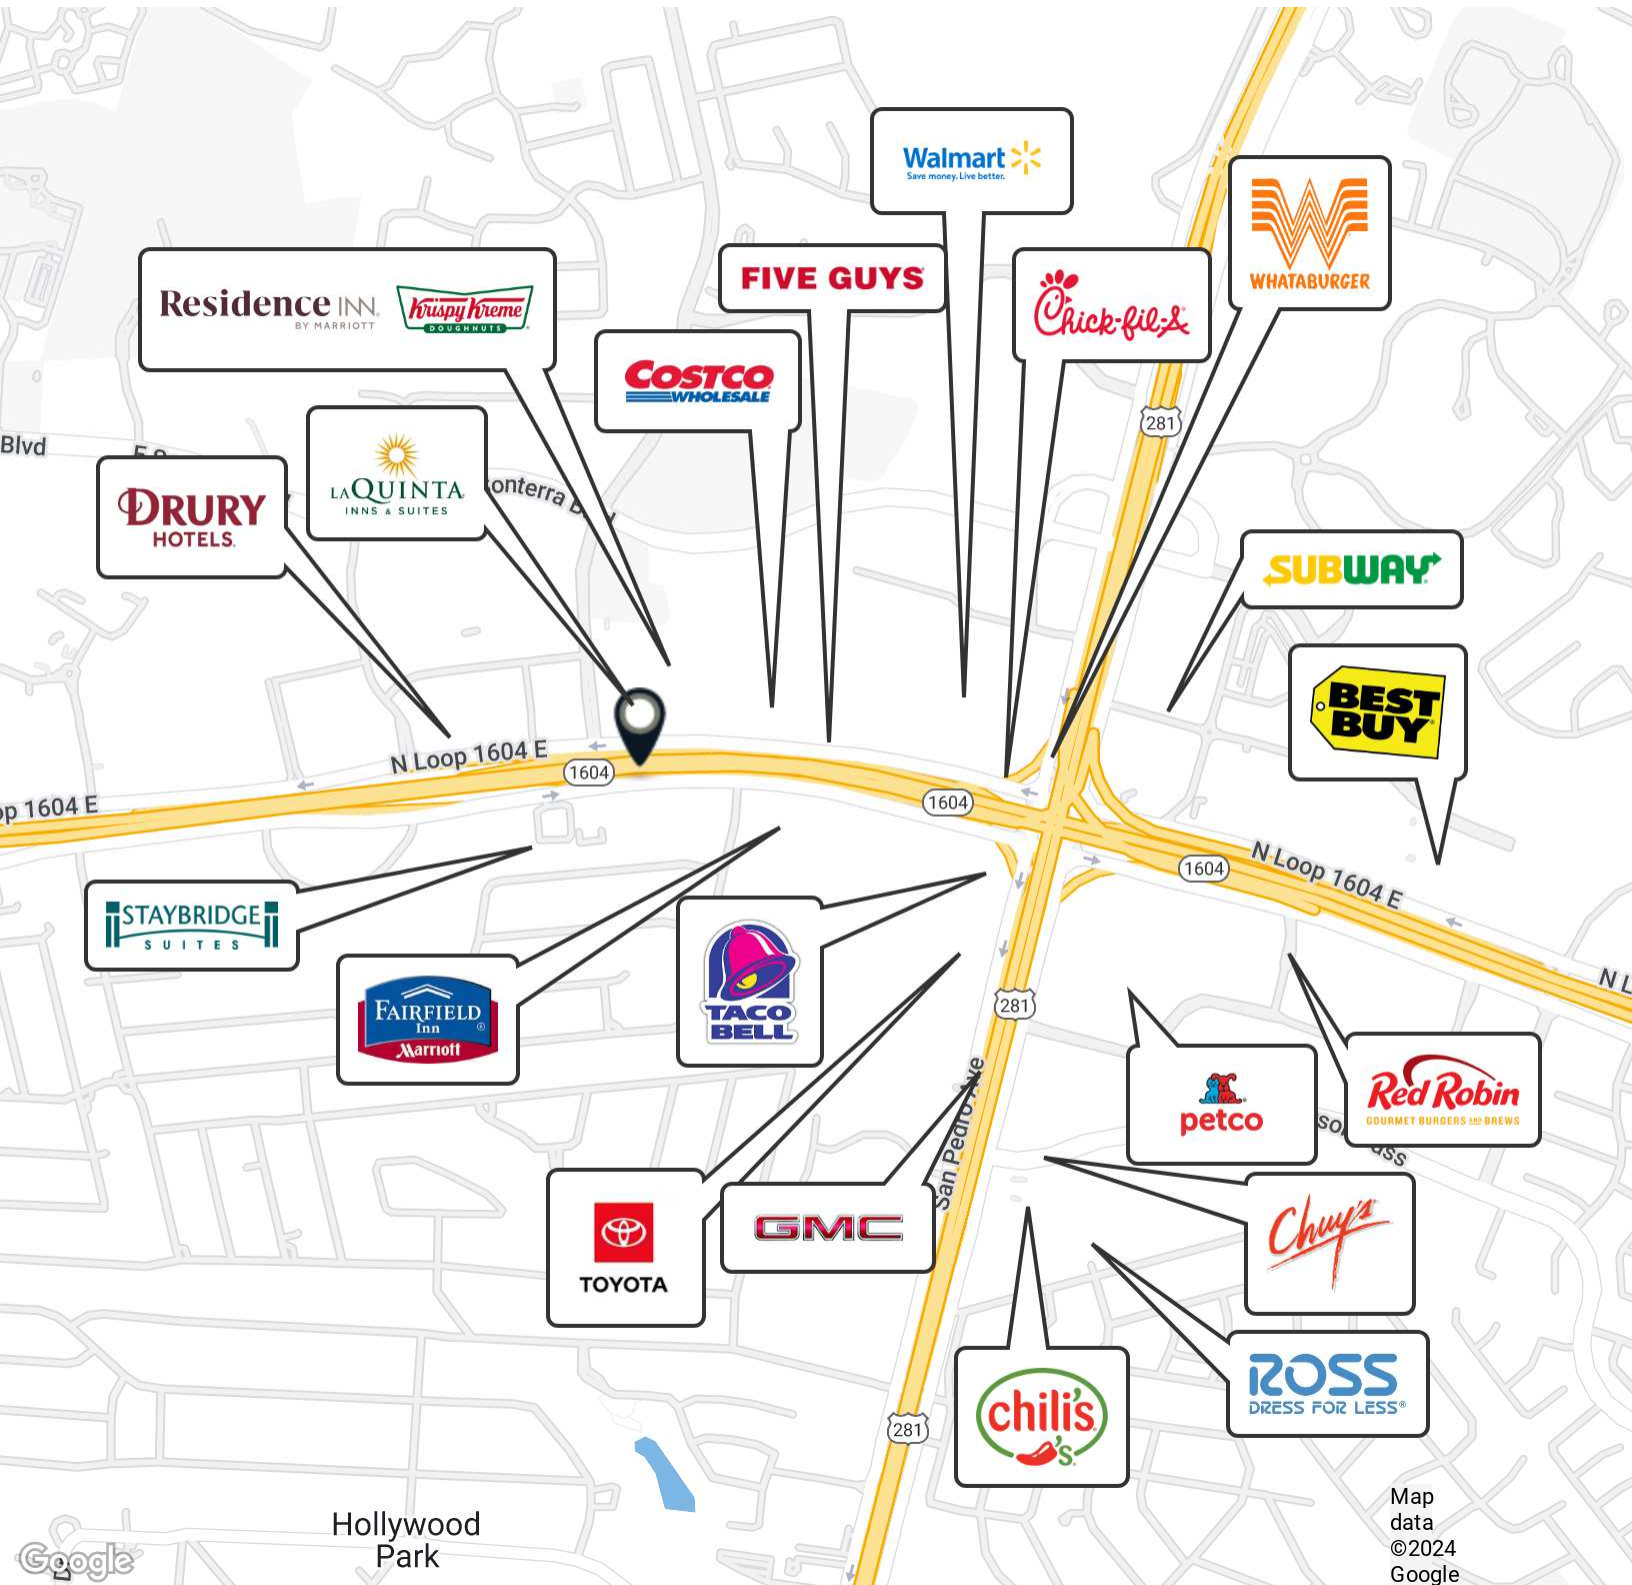 Walmart
Save money. Live better.
WHATABURGER
Residence INN.
BY MARRIOTT
Krispy Kreme
DOUGHNUTS
FIVE GUYS
Chick-fil-A
COSTCO
WHOLESALE
281
Blvd
DRURY
HOTELS.
LAQUINTA
INNS & SUITES
onterra
SUBWAY
BEST
BUY
N Loop 1604 E
1604
1604
op 1604 E
N Loop 1604 E
1604
STAYBRIDGE
SUITES
N L
FAIRFIELD
Inn
Marriott
TACO
BELL
281
San Pedro Ave
petco
Red Robin
GOURMET BURGERS AND BREWS
TOYOTA
GMC
Chuy's
ROSS
DRESS FOR LESS®
chili's
's.
281
Hollywood
Park
Map
data
©2024
Google
Google